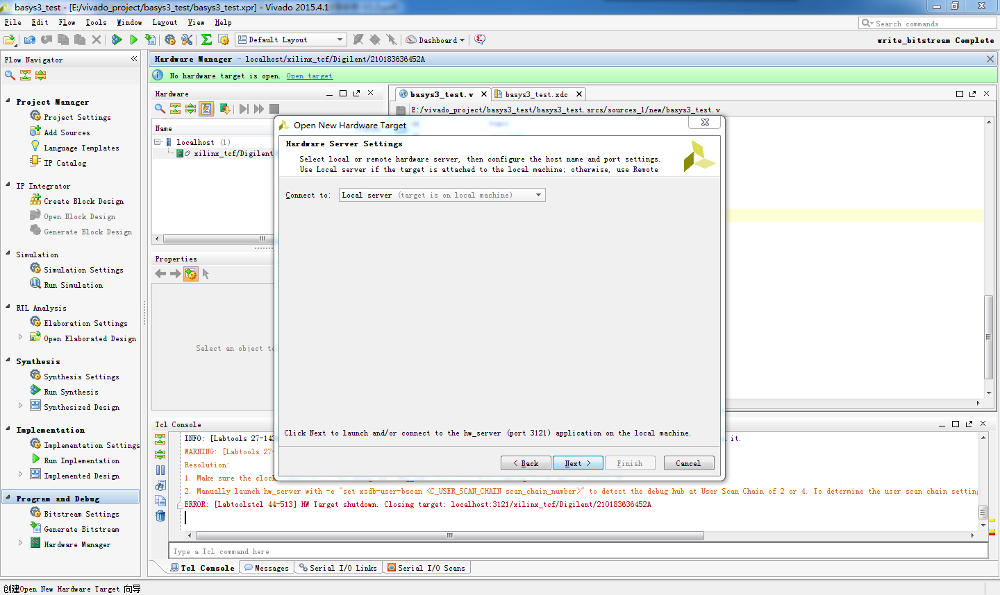 basys3_test - [E:/vivado_project/basys3_test/basys3_test.xpr] - Vivado 2015.4.1
File Edit Flow Tools Window Layout View Help
Search commands
Default Layout
Dashboard
write_bitstream Complete
Flow Navigator
Project Manager
Project Settings
Add Sources
Language Templates
IP Catalog
IP Integrator
Create Block Design
Open Block Design
Generate Block Design
Simulation
Simulation Settings
Run Simulation
RTL Analysis
Elaboration Settings
Open Elaborated Design
Synthesis
Synthesis Settings
Run Synthesis
Synthesized Design
Implementation
Implementation Settings
Run Implementation
Implemented Design
Program and Debug
Bitstream Settings
Generate Bitstream
Hardware Manager
Hardware Manager - localhost/xilinx_tcf/Digilent/210183636452A
No hardware target is open. Open target
Hardware
Name
localhost (1)
xilinx_tcf/Digilent
Properties
Select an object to
basys3_test.v
basys3_test.xdc
E:/vivado_project/basys3_test/basys3_test.srcs/sources_1/new/basys3_test.v
Open New Hardware Target
Hardware Server Settings
Select local or remote hardware server, then configure the host name and port settings.
Use Local server if the target is attached to the local machine; otherwise, use Remote
Connect to: Local server (target is on local machine)
Click Next to launch and/or connect to the hw_server (port 3121) application on the local machine.
< Back
Next >
Finish
Cancel
Tcl Console
INFO: [Labtools 27-143
it.
WARNING: [Labtools 27-
Resolution:
1. Make sure the clock
2. Manually launch hw_server with -e "set xsdb-user-bscan <C_USER_SCAN_CHAIN scan_chain_number>" to detect the debug hub at User Scan Chain of 2 or 4. To determine the user scan chain setting
ERROR: [Labtoolstcl 44-513] HW Target shutdown. Closing target: localhost:3121/xilinx_tcf/Digilent/210183636452A
Type a Tcl command here
Tcl Console
Messages
Serial I/O Links
Serial I/O Scans
创建Open New Hardware Target 向导